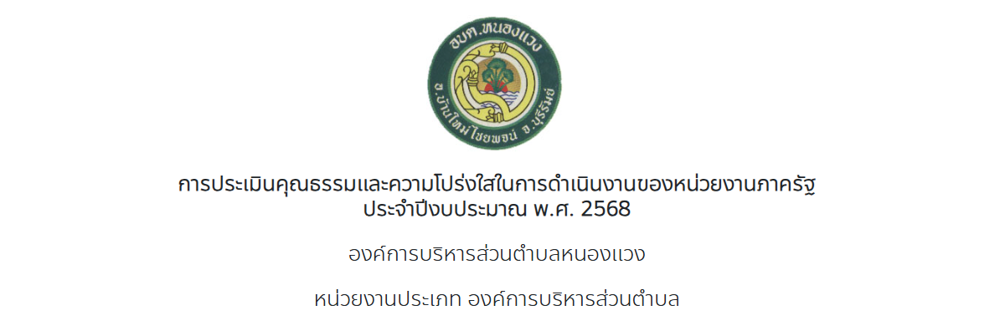 อบต.หนองแวง
อ.บ้านใหม่ไชยพจน์ จ.บุรีรัมย์
การประเมินคุณธรรมและความโปร่งใสในการดำเนินงานของหน่วยงานภาครัฐ
ประจำปีงบประมาณ พ.ศ. 2568
องค์การบริหารส่วนตำบลหนองแวง
หน่วยงานประเภท องค์การบริหารส่วนตำบล